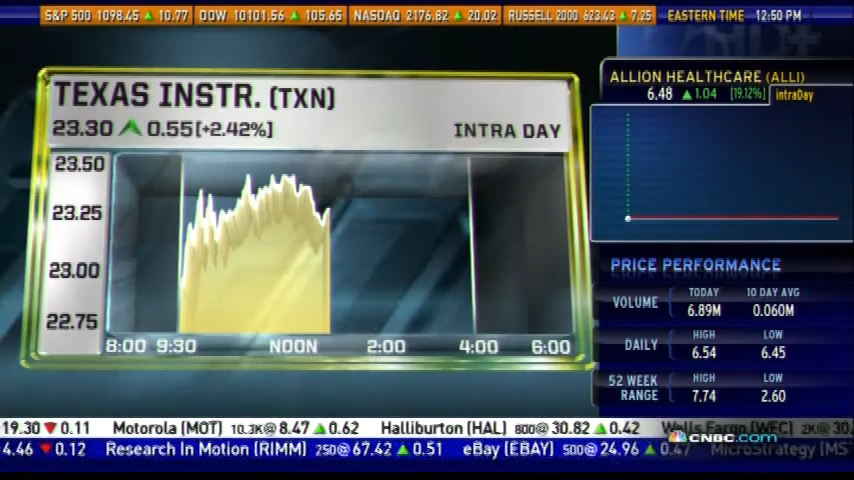 S&P 500 1098.45 ▲ 10.77 DOW 10101.56 ▲ 105.65 NASDAQ 2176.82 ▲ 20.02 RUSSELL 2000 623.43 ▲ 7.25 EASTERN TIME 12:50 PM
TEXAS INSTR. (TXN)
23.30 ▲ 0.55[+2.42%] INTRA DAY
23.50
23.25
23.00
22.75
8:00 9:30 NOON 2:00 4:00 6:00
ALLION HEALTHCARE (ALLI)
6.48 ▲ 1.04 [19.12%] intraDay
PRICE PERFORMANCE
TODAY 10 DAY AVG
VOLUME 6.89M 0.060M
HIGH LOW
DAILY 6.54 6.45
HIGH LOW
52 WEEK RANGE 7.74 2.60
19.30 ▼ 0.11 Motorola (MOT) 10.3K@ 8.47 ▲ 0.62 Halliburton (HAL) 800@ 30.82 ▲ 0.42 Wells Fargo (WFC) 2K@ 30.
CNBC.com
4.46 ▼ 0.12 Research In Motion (RIMM) 250@ 67.42 ▲ 0.51 eBay (EBAY) 500@ 24.96 ▲ 0.47 MicroStrategy (MS